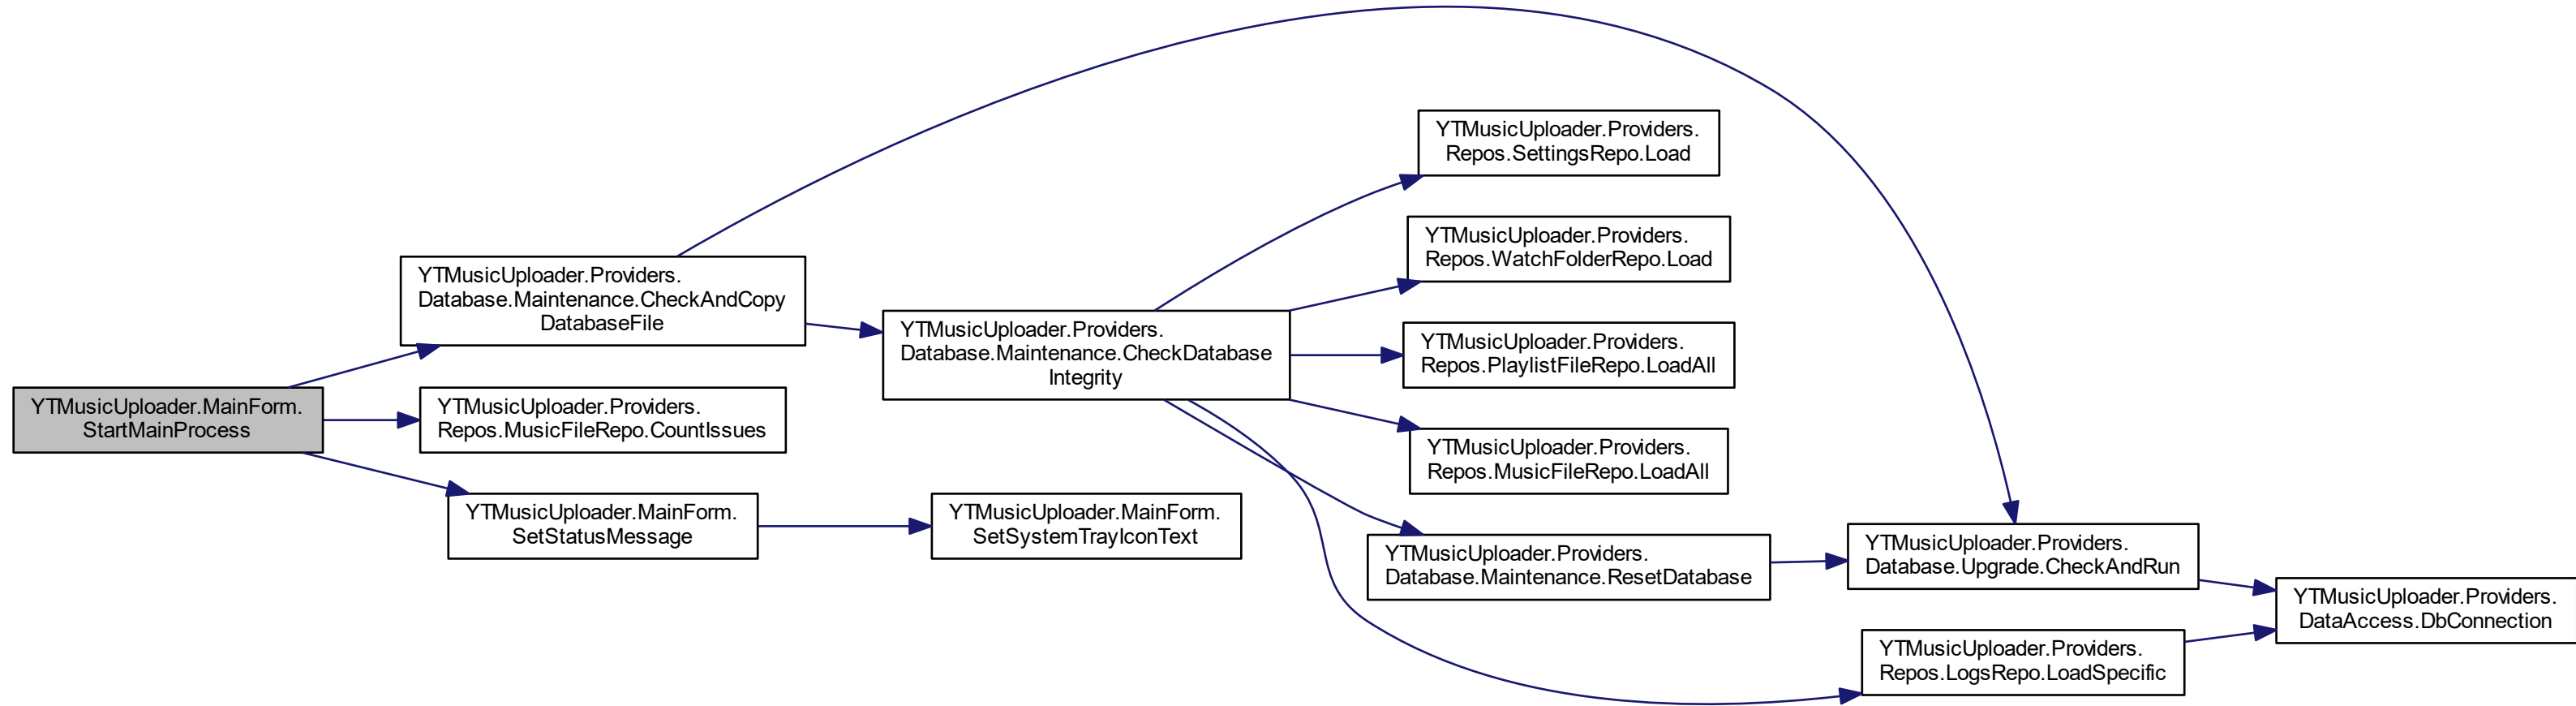 YTMusicUploader.MainForm.
StartMainProcess
YTMusicUploader.Providers.
Database.Maintenance.CheckAndCopy
DatabaseFile
YTMusicUploader.Providers.
Repos.MusicFileRepo.CountIssues
YTMusicUploader.MainForm.
SetStatusMessage
YTMusicUploader.Providers.
Database.Maintenance.CheckDatabase
Integrity
YTMusicUploader.MainForm.
SetSystemTrayIconText
YTMusicUploader.Providers.
Repos.SettingsRepo.Load
YTMusicUploader.Providers.
Repos.WatchFolderRepo.Load
YTMusicUploader.Providers.
Repos.PlaylistFileRepo.LoadAll
YTMusicUploader.Providers.
Repos.MusicFileRepo.LoadAll
YTMusicUploader.Providers.
Database.Maintenance.ResetDatabase
YTMusicUploader.Providers.
Database.Upgrade.CheckAndRun
YTMusicUploader.Providers.
Repos.LogsRepo.LoadSpecific
YTMusicUploader.Providers.
DataAccess.DbConnection